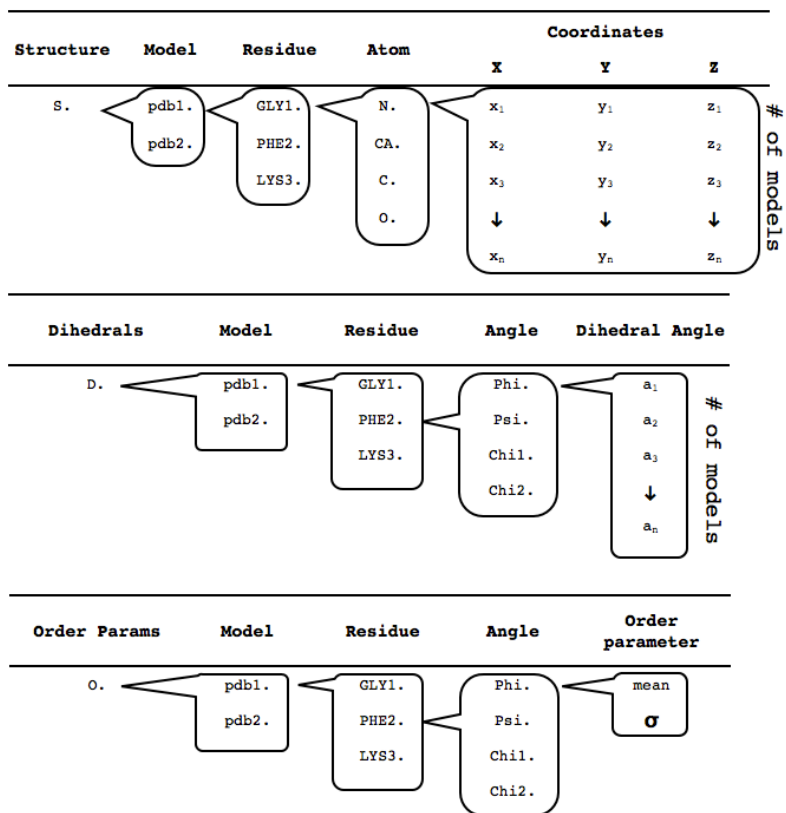 Coordinates
Structure Model Residue Atom
X Y Z
S. pdb1. GLY1. N. x₁ y₁ z₁
pdb2. PHE2. CA. x₂ y₂ z₂
LYS3. C. x₃ y₃ z₃
O. ↓ ↓ ↓
xₙ yₙ zₙ
# of models
Dihedrals Model Residue Angle Dihedral Angle
D. pdb1. GLY1. Phi. a₁
pdb2. PHE2. Psi. a₂
LYS3. Chi1. a₃
Chi2. ↓
aₙ
# of models
Order Params Model Residue Angle Order parameter
O. pdb1. GLY1. Phi. mean
pdb2. PHE2. Psi. σ
LYS3. Chi1.
Chi2.